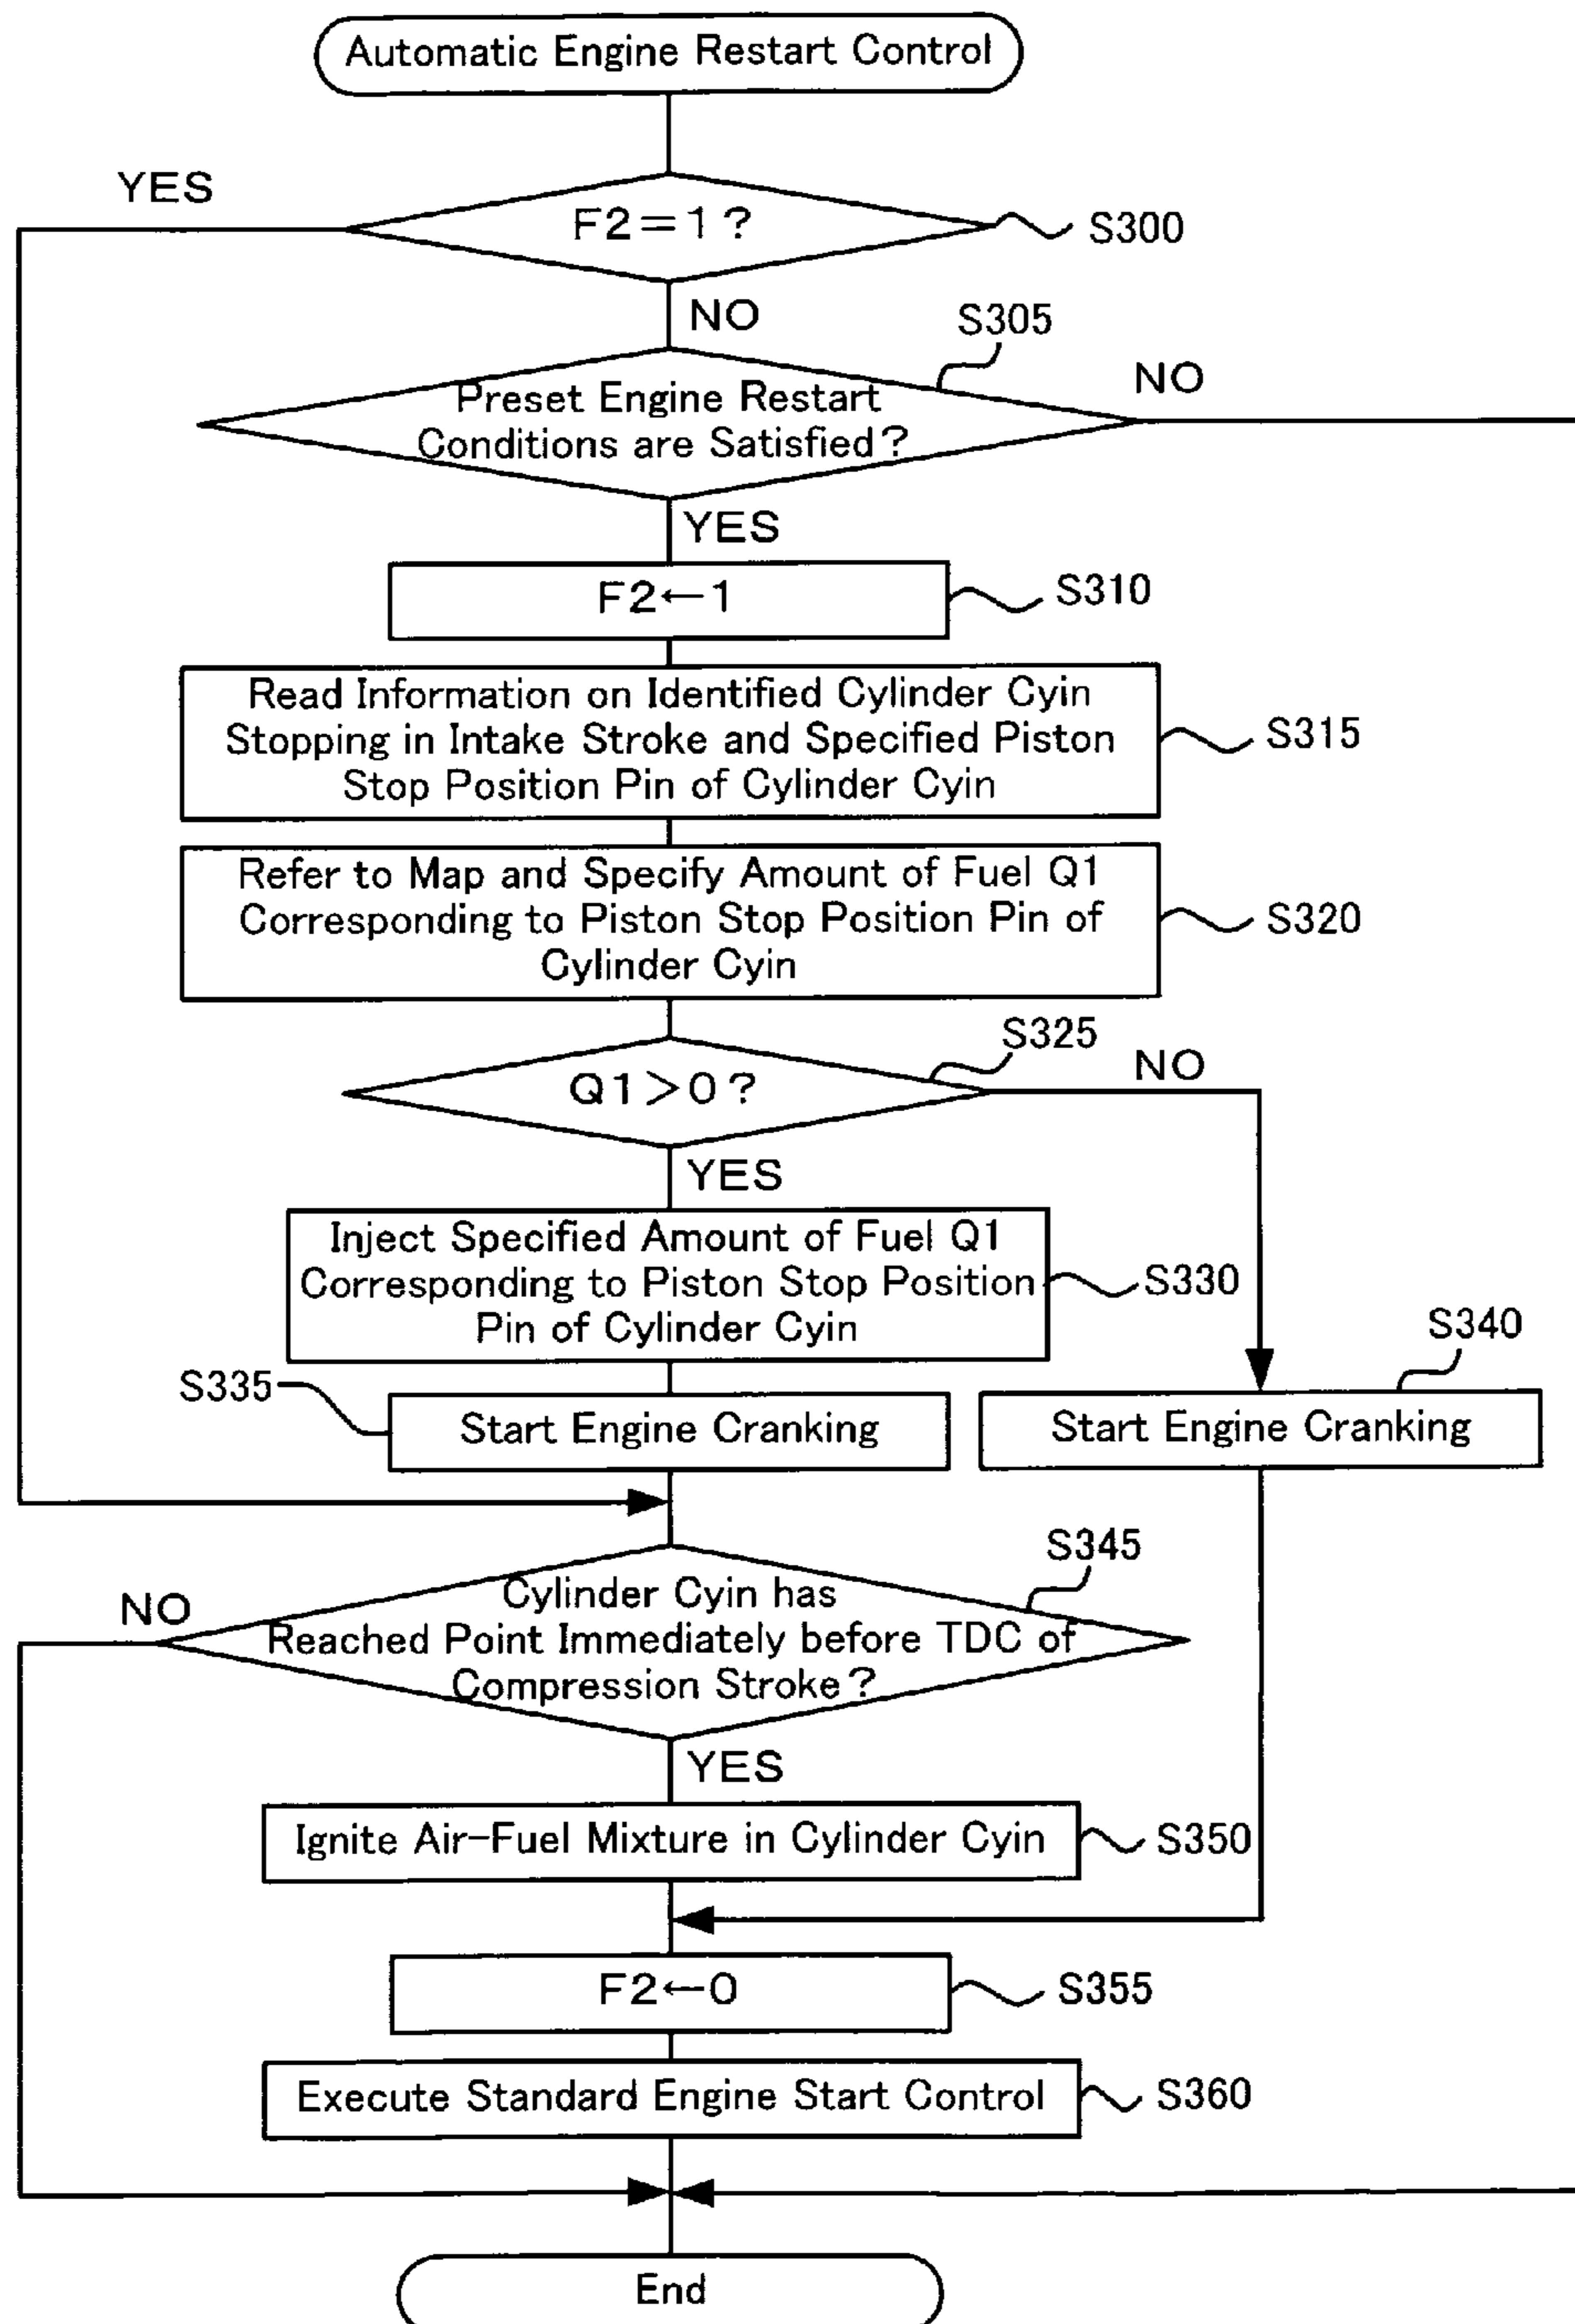 Automatic Engine Restart Control
YES
F2=1?
S300
NO
S305
NO
Preset Engine Restart
Conditions are Satisfied?
YES
F2←1
S310
Read Information on Identified Cylinder Cyin
Stopping in Intake Stroke and Specified Piston
Stop Position Pin of Cylinder Cyin
S315
Refer to Map and Specify Amount of Fuel Q1
Corresponding to Piston Stop Position Pin of
Cylinder Cyin
S320
S325
NO
Q1>0?
YES
Inject Specified Amount of Fuel Q1
Corresponding to Piston Stop Position
Pin of Cylinder Cyin
S330
S340
S335
Start Engine Cranking
Start Engine Cranking
S345
NO
Cylinder Cyin has
Reached Point Immediately before TDC of
Compression Stroke?
YES
Ignite Air-Fuel Mixture in Cylinder Cyin
S350
F2←0
S355
Execute Standard Engine Start Control
S360
End